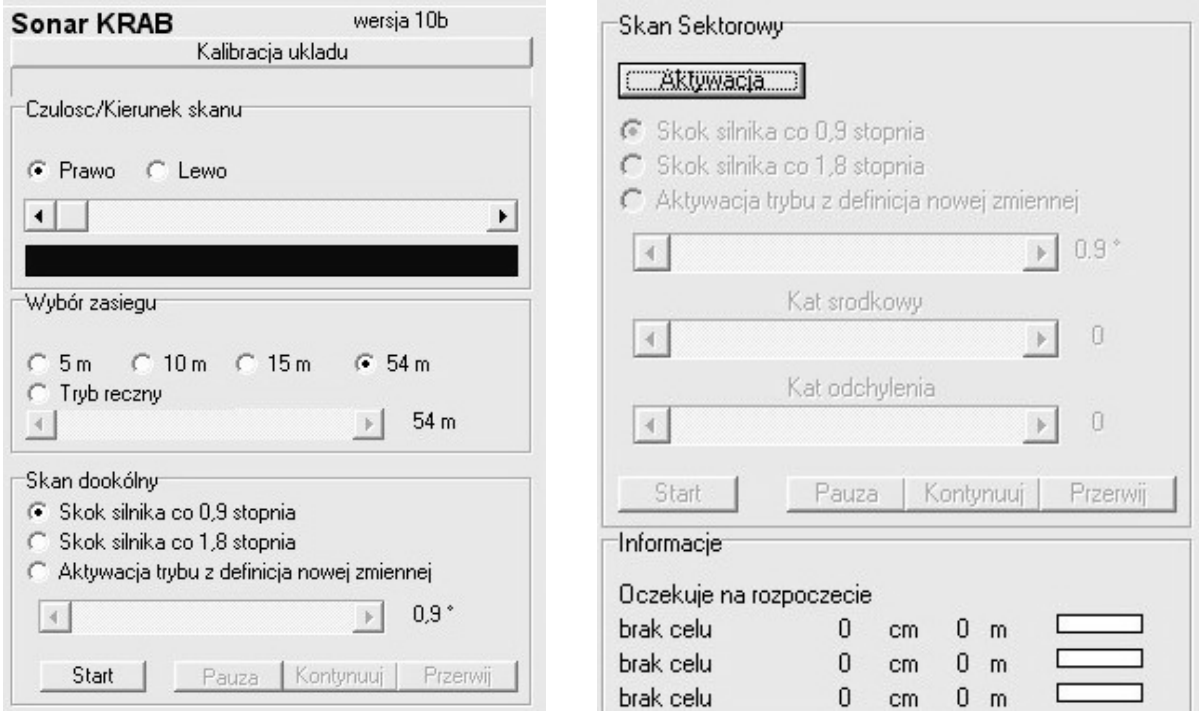 Sonar KRAB wersja 10b
Kalibracja ukladu
Czulosc/Kierunek skanu
Prawo Lewo
Wybór zasiegu
5 m 10 m 15 m 54 m
Tryb reczny
54 m
Skan dookólny
Skok silnika co 0,9 stopnia
Skok silnika co 1,8 stopnia
Aktywacja trybu z definicja nowej zmiennej
0,9 °
Start Pauza Kontynuuj Przerwij
Skan Sektorowy
Aktywacja
Skok silnika co 0,9 stopnia
Skok silnika co 1,8 stopnia
Aktywacja trybu z definicja nowej zmiennej
0.9 °
Kat srodkowy
0
Kat odchylenia
0
Start Pauza Kontynuuj Przerwij
Informacje
Oczekuje na rozpoczecie
brak celu 0 cm 0 m
brak celu 0 cm 0 m
brak celu 0 cm 0 m